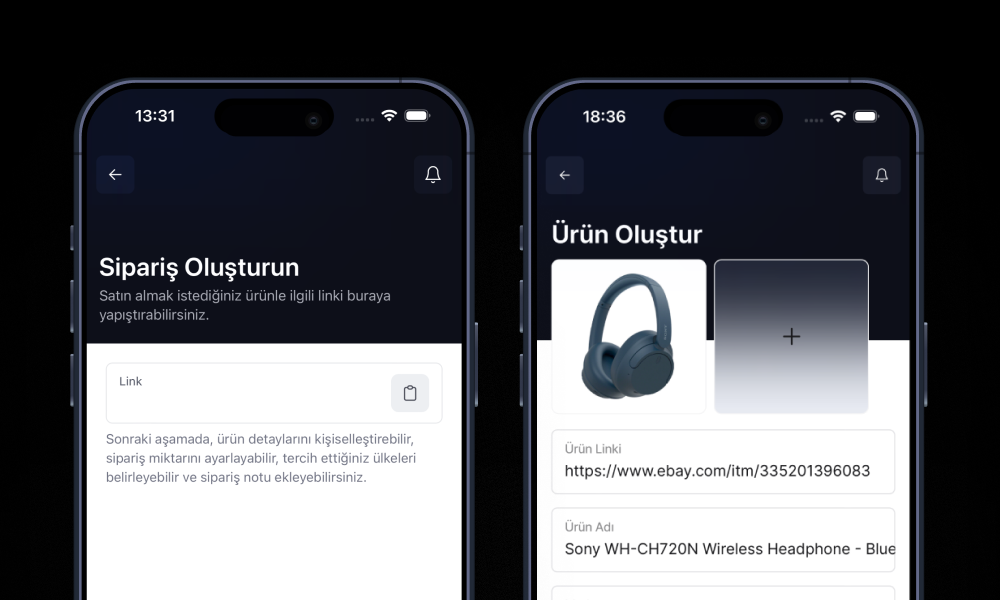 13:31
Sipariş Oluşturun
Satın almak istediğiniz ürünle ilgili linki buraya
yapıştırabilirsiniz.
Link
Sonraki aşamada, ürün detaylarını kişiselleştirebilir,
sipariş miktarını ayarlayabilir, tercih ettiğiniz ülkeleri
belirleyebilir ve sipariş notu ekleyebilirsiniz.
18:36
Ürün Oluştur
Ürün Linki
https://www.ebay.com/itm/335201396083
Ürün Adı
Sony WH-CH720N Wireless Headphone - Blue